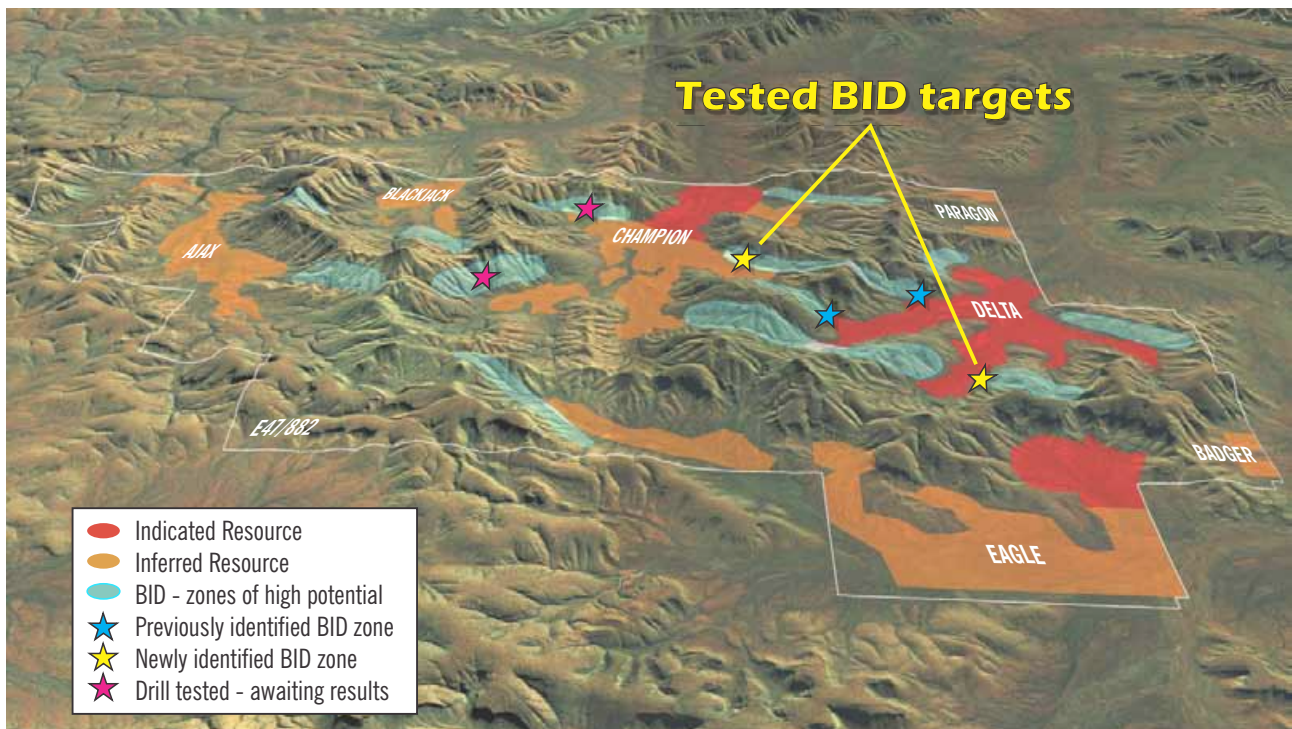 Tested BID targets
BLACKJACK
PARAGON
CHAMPION
AJAX
DELTA
E47/882
BADGER
EAGLE
Indicated Resource
Inferred Resource
BID - zones of high potential
Previously identified BID zone
Newly identified BID zone
Drill tested - awaiting results